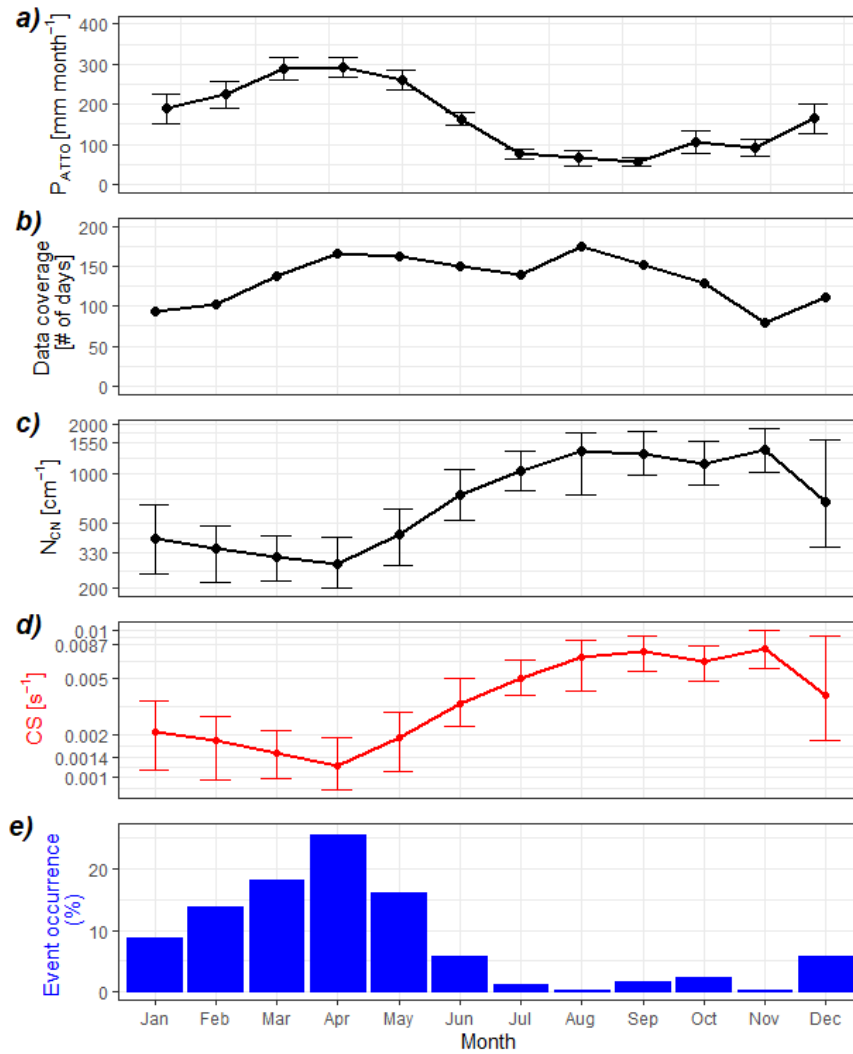 a)
P_ATTO [mm month⁻¹]
400
300
200
100
0
b)
Data coverage
[# of days]
200
150
100
50
0
c)
N_CN [cm⁻¹]
2000
1550
1000
500
330
200
d)
CS [s⁻¹]
0.01
0.0087
0.005
0.002
0.0014
0.001
e)
Event occurrence
(%)
20
10
0
Jan Feb Mar Apr May Jun Jul Aug Sep Oct Nov Dec
Month